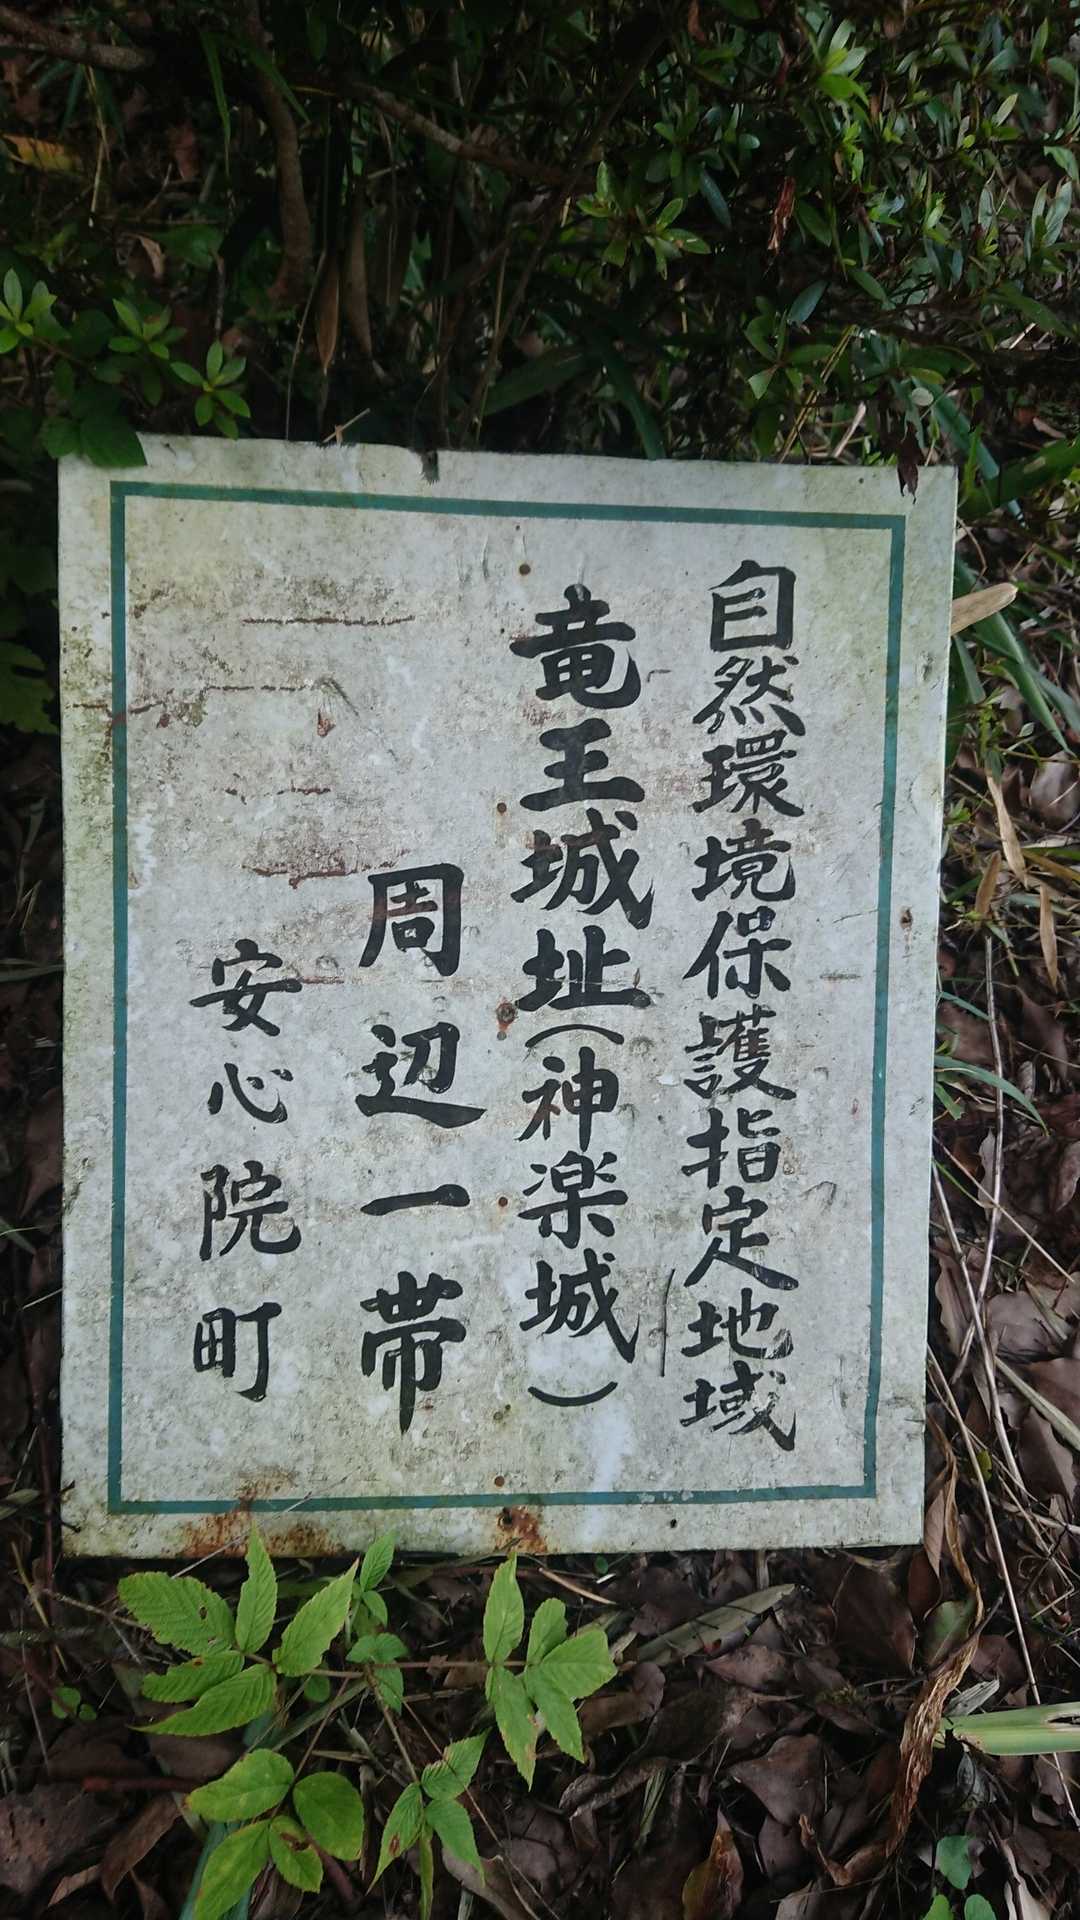 自然環境保護指定地域
竜王城址(神楽城)
周辺一帯
安心院町